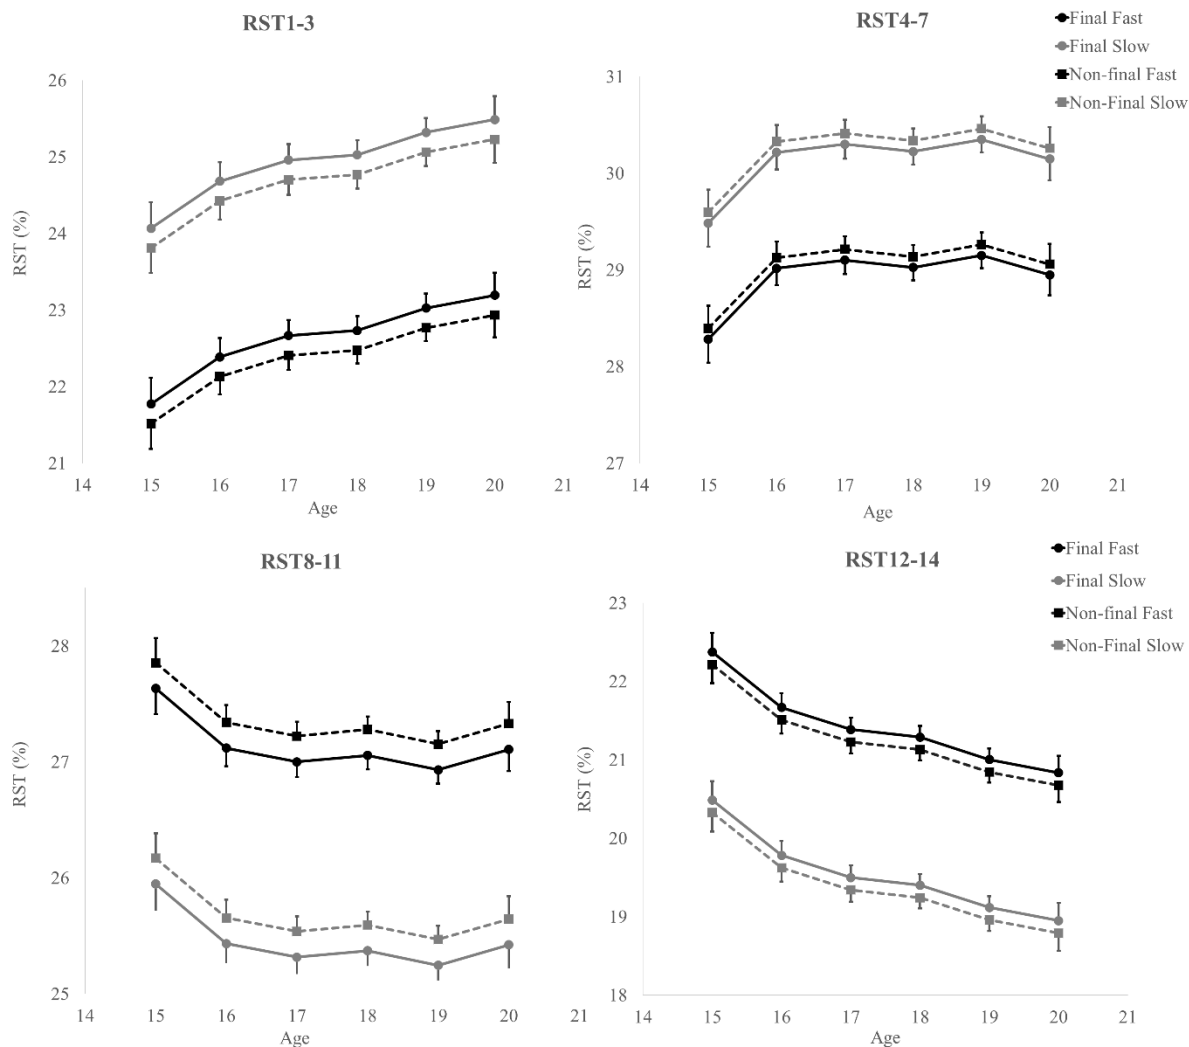 RST1-3
RST4-7
Final Fast
Final Slow
Non-final Fast
Non-Final Slow
26
25
24
23
22
21
RST (%)
14 15 16 17 18 19 20 21
Age
31
30
29
28
27
RST (%)
14 15 16 17 18 19 20 21
Age
RST8-11
RST12-14
Final Fast
Final Slow
Non-final Fast
Non-Final Slow
28
27
26
25
RST (%)
14 15 16 17 18 19 20 21
Age
23
22
21
20
19
18
RST (%)
14 15 16 17 18 19 20 21
Age